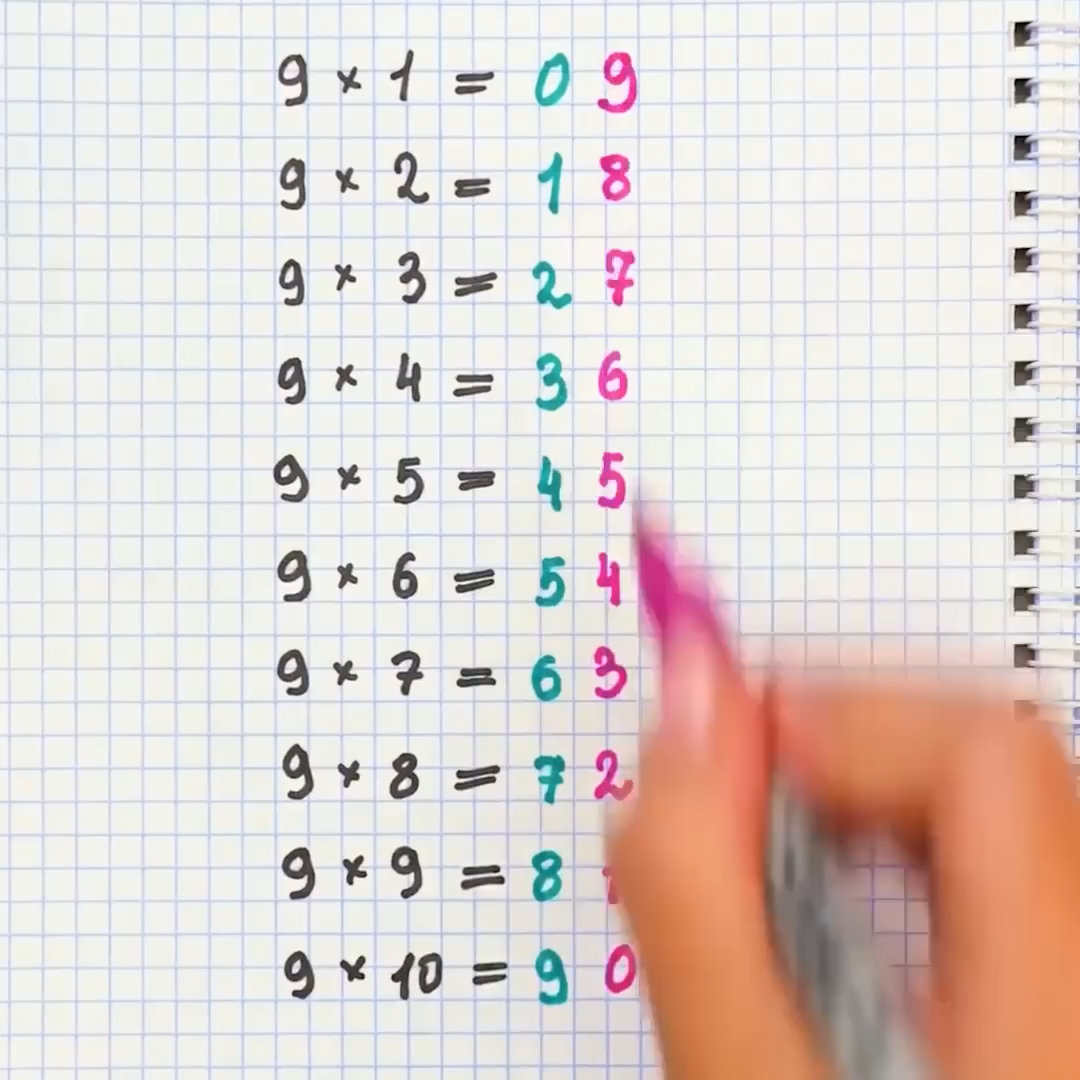 9 × 1 = 0 9
9 × 2 = 1 8
9 × 3 = 2 7
9 × 4 = 3 6
9 × 5 = 4 5
9 × 6 = 5 4
9 × 7 = 6 3
9 × 8 = 7 2
9 × 9 = 8
9 × 10 = 9 0